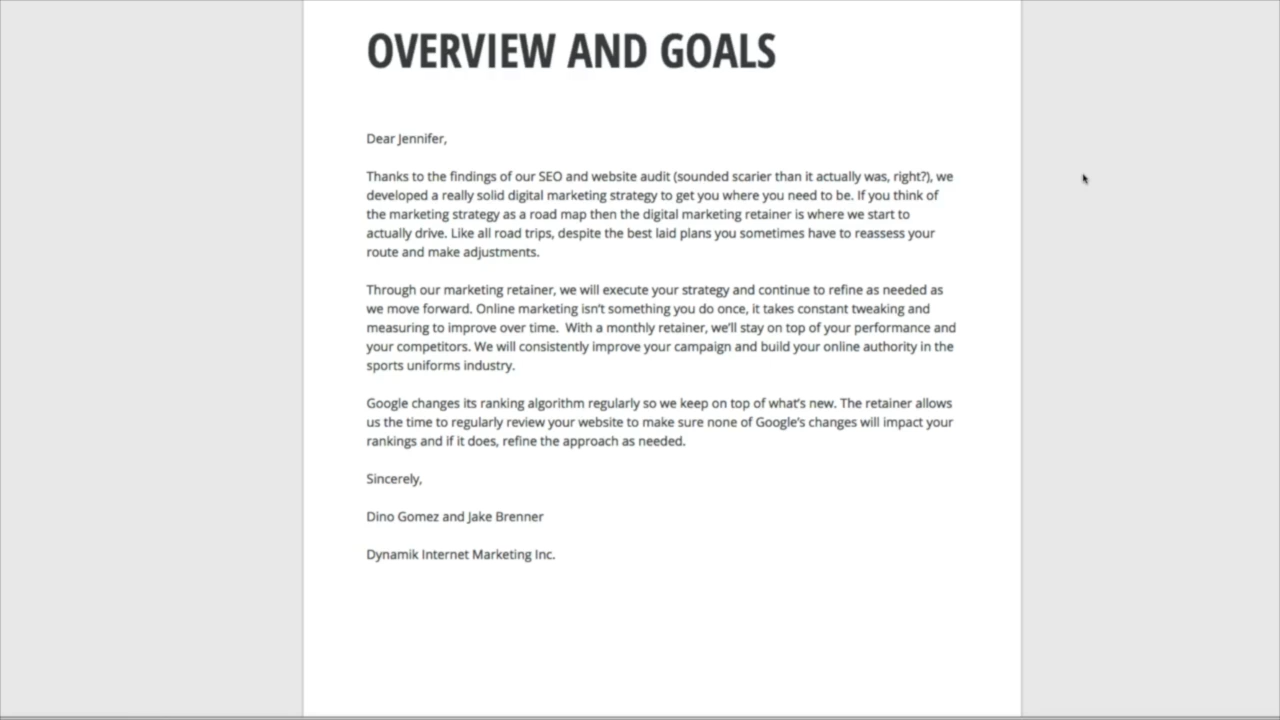 OVERVIEW AND GOALS
Dear Jennifer,
Thanks to the findings of our SEO and website audit (sounded scarier than it actually was, right?), we
developed a really solid digital marketing strategy to get you where you need to be. If you think of
the marketing strategy as a road map then the digital marketing retainer is where we start to
actually drive. Like all road trips, despite the best laid plans you sometimes have to reassess your
route and make adjustments.
Through our marketing retainer, we will execute your strategy and continue to refine as needed as
we move forward. Online marketing isn't something you do once, it takes constant tweaking and
measuring to improve over time.  With a monthly retainer, we'll stay on top of your performance and
your competitors. We will consistently improve your campaign and build your online authority in the
sports uniforms industry.
Google changes its ranking algorithm regularly so we keep on top of what's new. The retainer allows
us the time to regularly review your website to make sure none of Google's changes will impact your
rankings and if it does, refine the approach as needed.
Sincerely,
Dino Gomez and Jake Brenner
Dynamik Internet Marketing Inc.